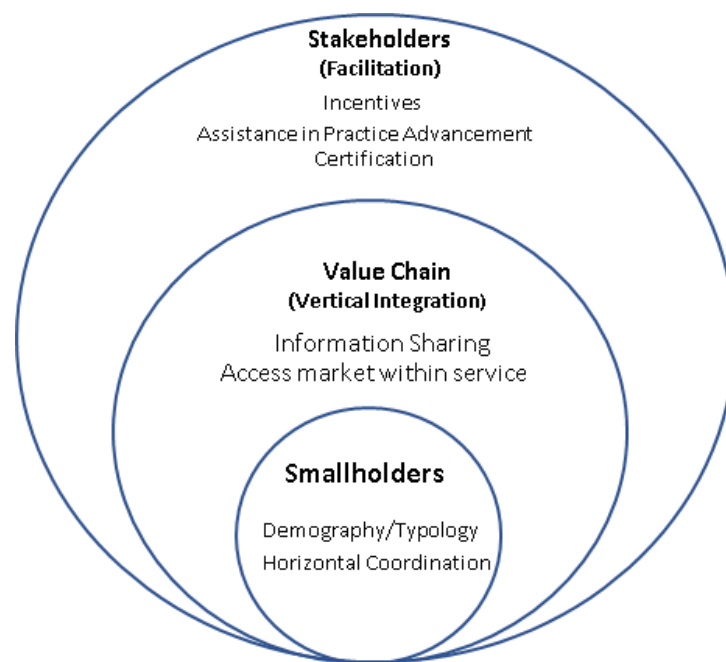 Stakeholders
(Facilitation)
Incentives
Assistance in Practice Advancement
Certification
Value Chain
(Vertical Integration)
Information Sharing
Access market within service
Smallholders
Demography/Typology
Horizontal Coordination